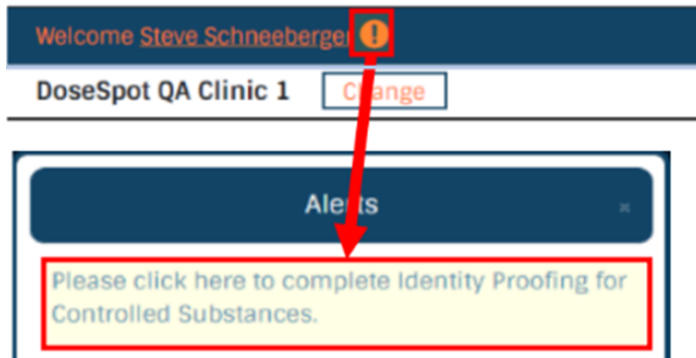 Welcome Steve Schneeberger !
DoseSpot QA Clinic 1 Change
Alerts ×
Please click here to complete Identity Proofing for
Controlled Substances.